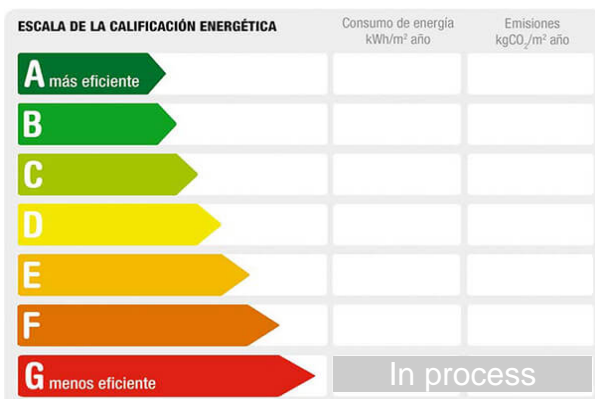 ESCALA DE LA CALIFICACIÓN ENERGÉTICA
Consumo de energía
kWh/m² año
Emisiones
kgCO₂/m² año
A más eficiente
B
C
D
E
F
G menos eficiente
In process